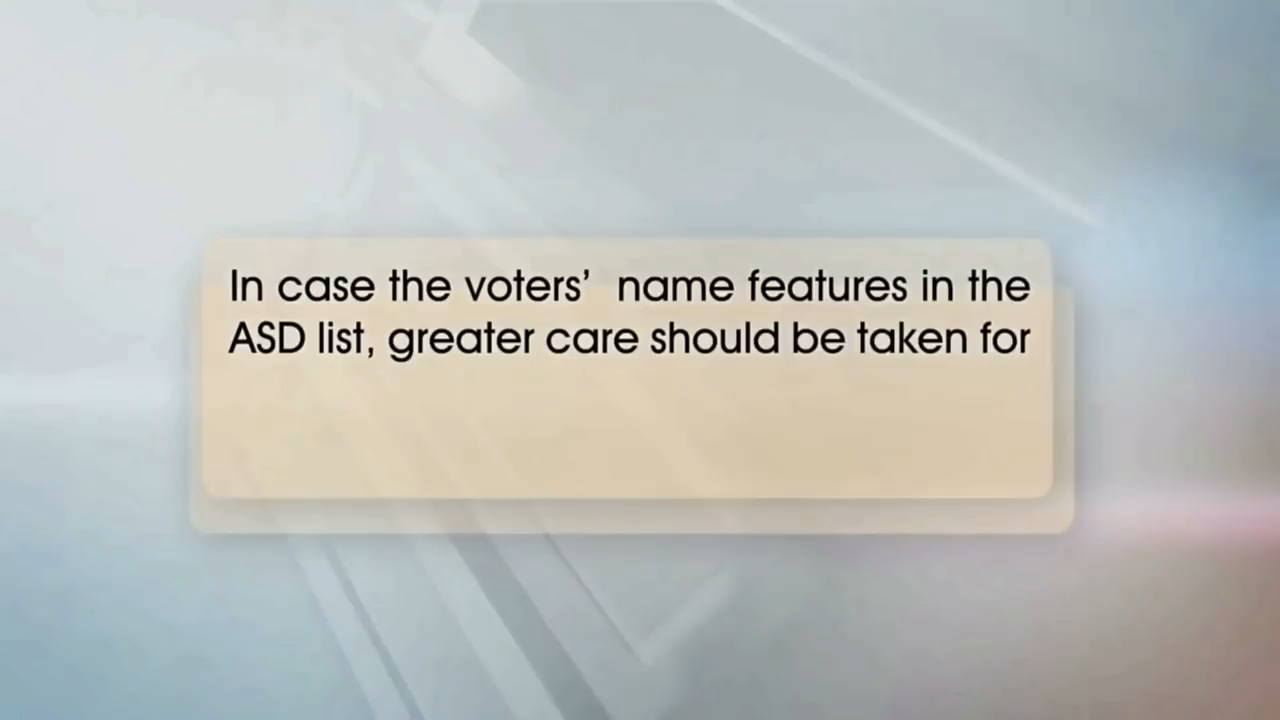 In case the voters’ name features in the
ASD list, greater care should be taken for